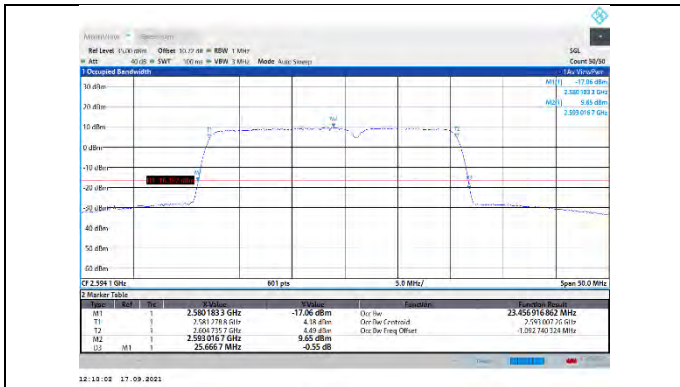 MultiView Spectrum
Ref Level 35.00 dBm Offset 30.22 dB RBW 1 MHz SGL
Att 40 dB SWT 100 ms VBW 3 MHz Mode Auto Sweep Count 50/50
1 Occupied Bandwidth 1Av View/Pwr
M1[1] -17.06 dBm
2.580 183 3 GHz
M2[1] 9.65 dBm
2.593 016 7 GHz
30 dBm
20 dBm
10 dBm
M2
T1
T2
0 dBm
-10 dBm
-20 dBm
-30 dBm
-40 dBm
-50 dBm
-60 dBm
CF 2.594 1 GHz 601 pts 5.0 MHz/ Span 50.0 MHz
2 Marker Table
Type Ref Trc X-Value Y-Value Function Function Result
M1 1 2.5801833 GHz -17.06 dBm Occ Bw 23.456 916 862 MHz
T1 1 2.581 278 8 GHz 4.18 dBm Occ Bw Centroid 2.593 007 26 GHz
T2 1 2.604 735 7 GHz 4.49 dBm Occ Bw Freq Offset -1.092 740 324 MHz
M2 1 2.593 016 7 GHz 9.65 dBm
D3 M1 1 25.666 7 MHz -0.55 dB
12:10:02 17.09.2021